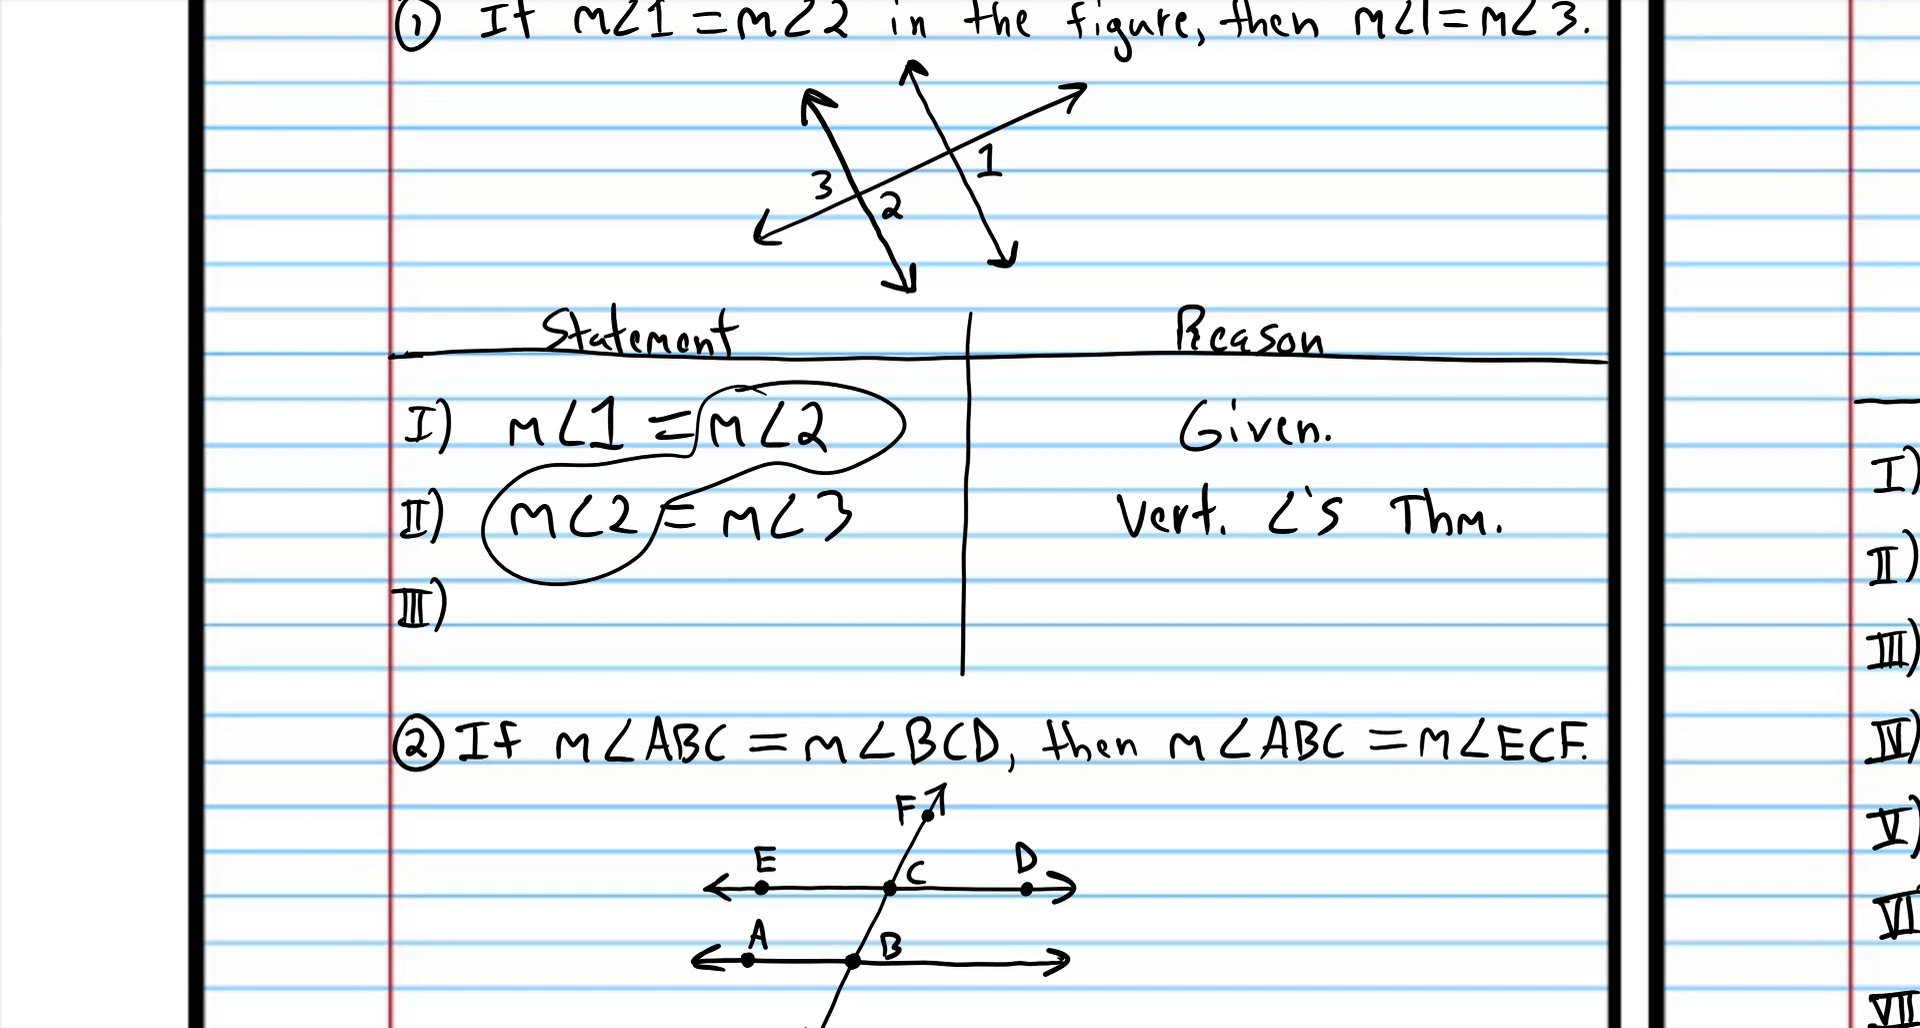 ① If m∠1 = m∠2 in the figure, then m∠1 = m∠3.
3
2
1
Statement Reason
I) m∠1 = m∠2 Given.
II) m∠2 = m∠3 Vert. ∠'s Thm.
III)
② If m∠ABC = m∠BCD, then m∠ABC = m∠ECF.
F
E C D
A B
I)
II)
III)
IV)
V)
VI
VII